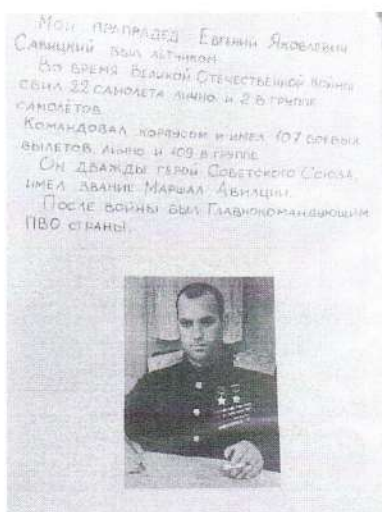 Мой прапрадед Евгений Яковлевич
Савицкий был летчиком.
Во время Великой Отечественной войны
сбил 22 самолета лично и 2 в группе
самолётов.
Командовал корпусом и имел 107 боевых
вылетов лично и 109 в группе
Он дважды герой Советского Союза,
имел звание Маршал Авиации.
После войны был Главнокомандующим
ПВО страны.